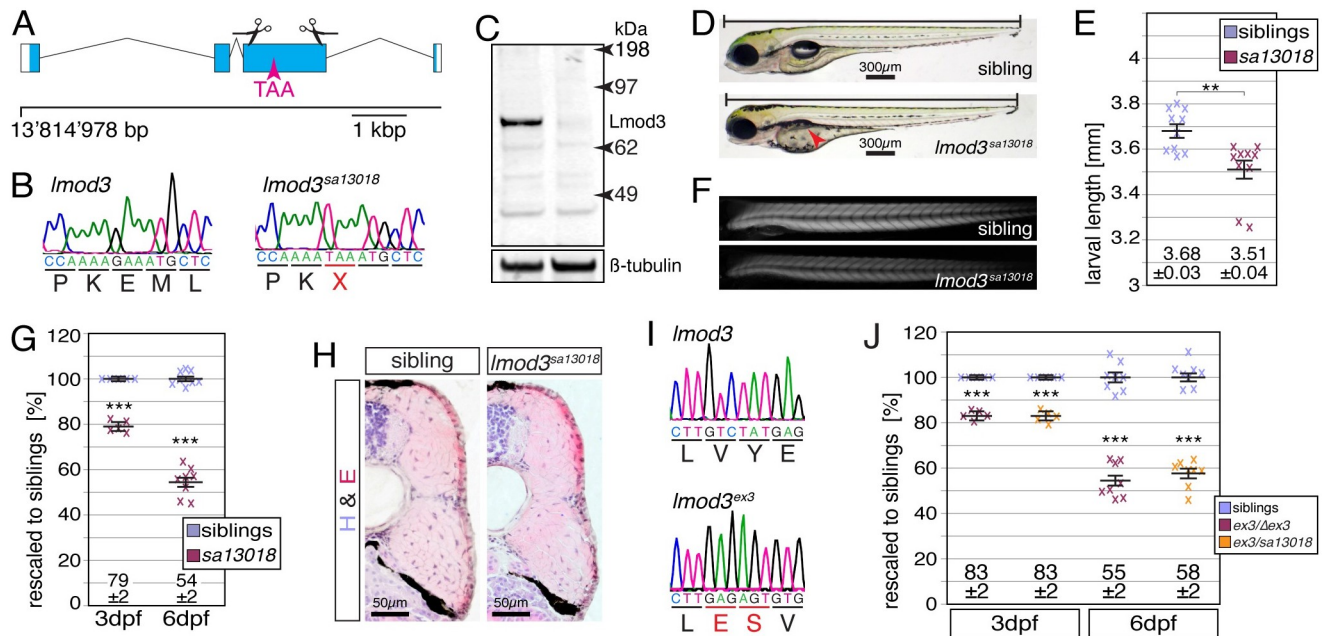 A
TAA
13'814'978 bp
1 kbp
B
lmod3
lmod3sa13018
CCAAAAGAAATGCTC
CCAAAATAAATGCTC
P K E M L
P K X
C
kDa
198
97
Lmod3
62
49
ß-tubulin
D
300µm
sibling
300µm
lmod3sa13018
E
siblings
sa13018
larval length [mm]
4
3.8
3.6
3.4
3.2
3
**
3.68
±0.03
3.51
±0.04
F
sibling
lmod3sa13018
G
rescaled to siblings [%]
120
100
80
60
40
20
0
***
***
siblings
sa13018
79
±2
54
±2
3dpf
6dpf
H
sibling
lmod3sa13018
H & E
50µm
50µm
I
lmod3
CTTGTCTATGAG
L V Y E
lmod3ex3
CTTGAGAGTGTG
L E S V
J
rescaled to siblings [%]
120
100
80
60
40
20
0
***
***
***
***
siblings
ex3/Δex3
ex3/sa13018
83
±2
83
±2
55
±2
58
±2
3dpf
6dpf